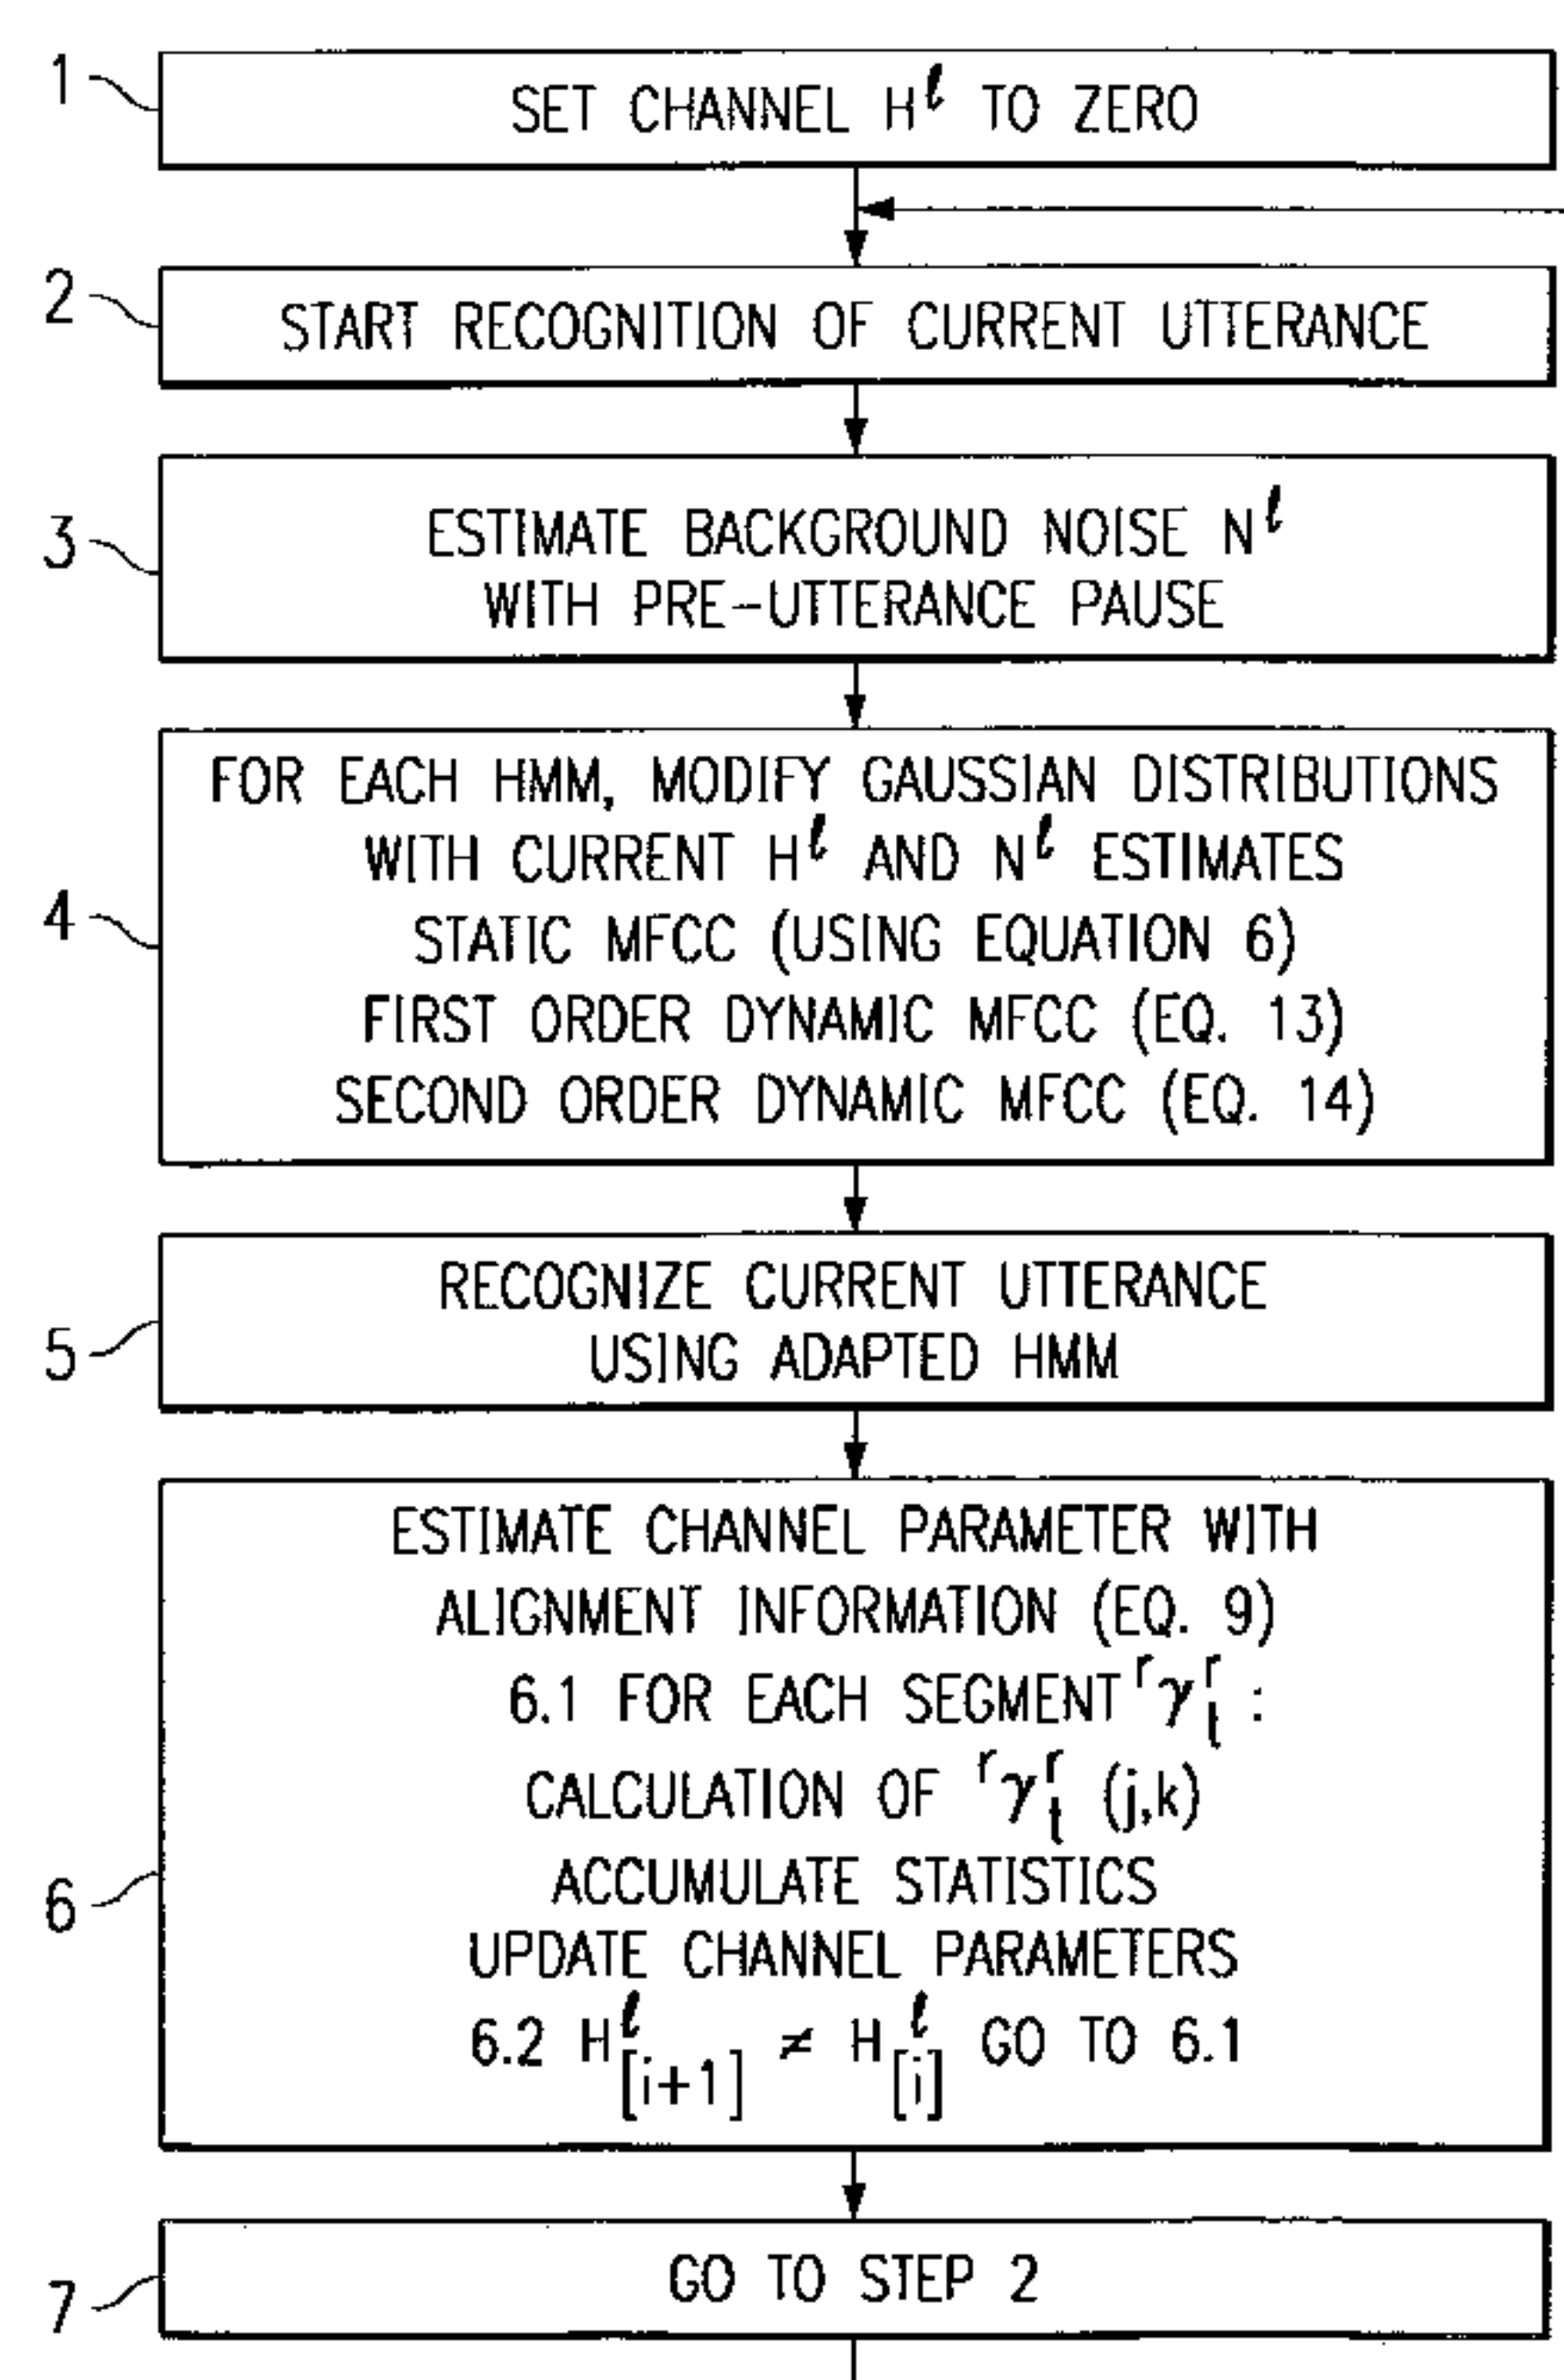 1
SET CHANNEL H^ℓ TO ZERO
2
START RECOGNITION OF CURRENT UTTERANCE
3
ESTIMATE BACKGROUND NOISE N^ℓ
WITH PRE-UTTERANCE PAUSE
4
FOR EACH HMM, MODIFY GAUSSIAN DISTRIBUTIONS
WITH CURRENT H^ℓ AND N^ℓ ESTIMATES
STATIC MFCC (USING EQUATION 6)
FIRST ORDER DYNAMIC MFCC (EQ. 13)
SECOND ORDER DYNAMIC MFCC (EQ. 14)
5
RECOGNIZE CURRENT UTTERANCE
USING ADAPTED HMM
6
ESTIMATE CHANNEL PARAMETER WITH
ALIGNMENT INFORMATION (EQ. 9)
6.1 FOR EACH SEGMENT ^rγ^r_t :
CALCULATION OF ^rγ^r_t (j,k)
ACCUMULATE STATISTICS
UPDATE CHANNEL PARAMETERS
6.2 H^ℓ_[i+1] ≠ H^ℓ_[i] GO TO 6.1
7
GO TO STEP 2